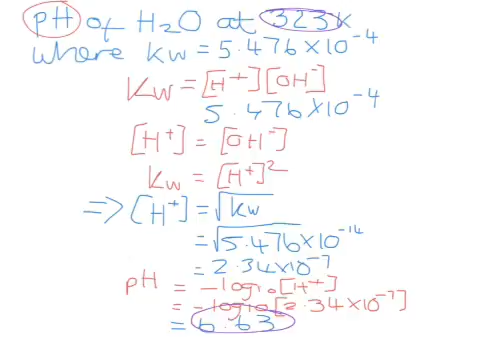 pH of H2O at 323K
where Kw = 5.476×10⁻⁴
Kw = [H⁺][OH⁻]
5.476×10⁻⁴
[H⁺] = [OH⁻]
Kw = [H⁺]²
⇒ [H⁺] = √Kw
= √5.476×10⁻¹⁴
= 2.34×10⁻⁷
pH = -log10[H⁺]
= -log10[2.34×10⁻⁷]
= 6.63